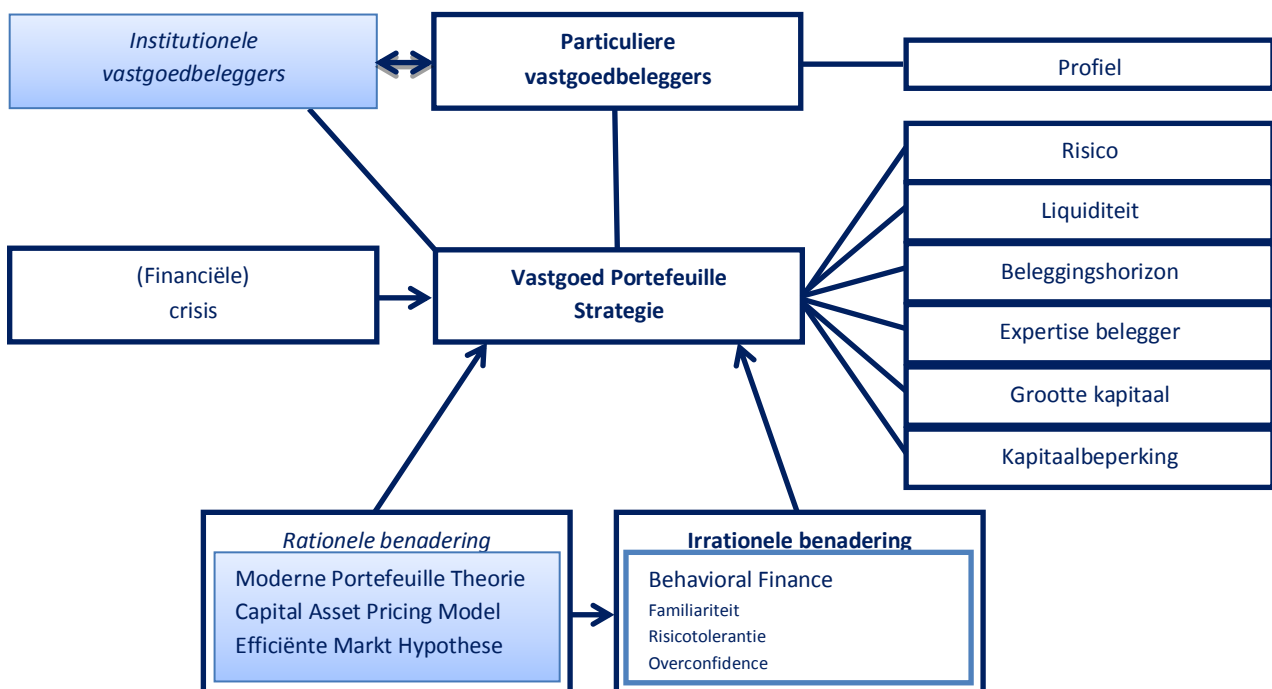 Institutionele
vastgoedbeleggers
Particuliere
vastgoedbeleggers
Profiel
Risico
Liquiditeit
Beleggingshorizon
Expertise belegger
Grootte kapitaal
Kapitaalbeperking
(Financiële)
crisis
Vastgoed Portefeuille
Strategie
Rationele benadering
Moderne Portefeuille Theorie
Capital Asset Pricing Model
Efficiënte Markt Hypothese
Irrationele benadering
Behavioral Finance
Familiariteit
Risicotolerantie
Overconfidence